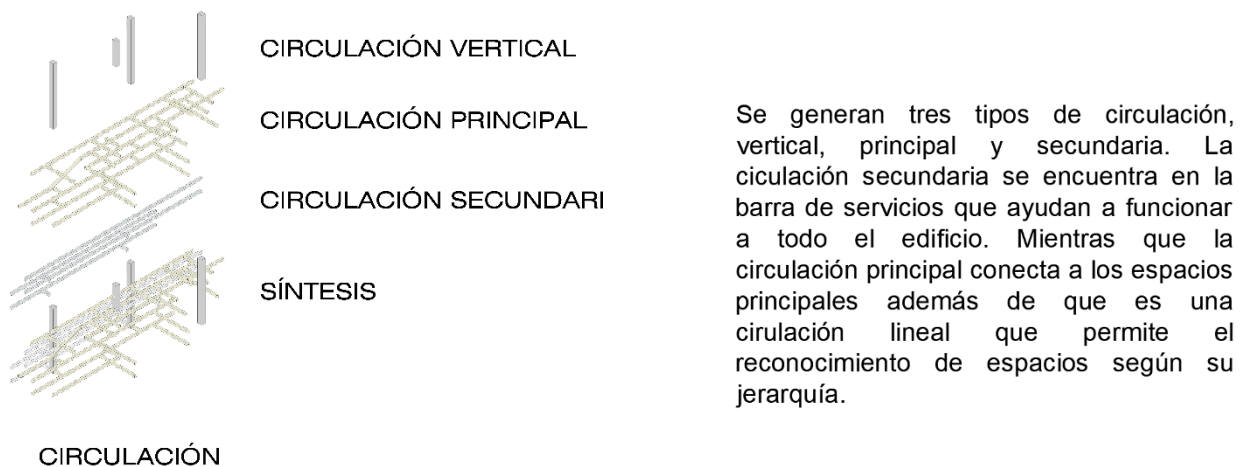 CIRCULACIÓN VERTICAL
CIRCULACIÓN PRINCIPAL
CIRCULACIÓN SECUNDARI
SÍNTESIS
CIRCULACIÓN
Se generan tres tipos de circulación,
vertical, principal y secundaria. La
ciculación secundaria se encuentra en la
barra de servicios que ayudan a funcionar
a todo el edificio. Mientras que la
circulación principal conecta a los espacios
principales además de que es una
cirulación lineal que permite el
reconocimiento de espacios según su
jerarquía.